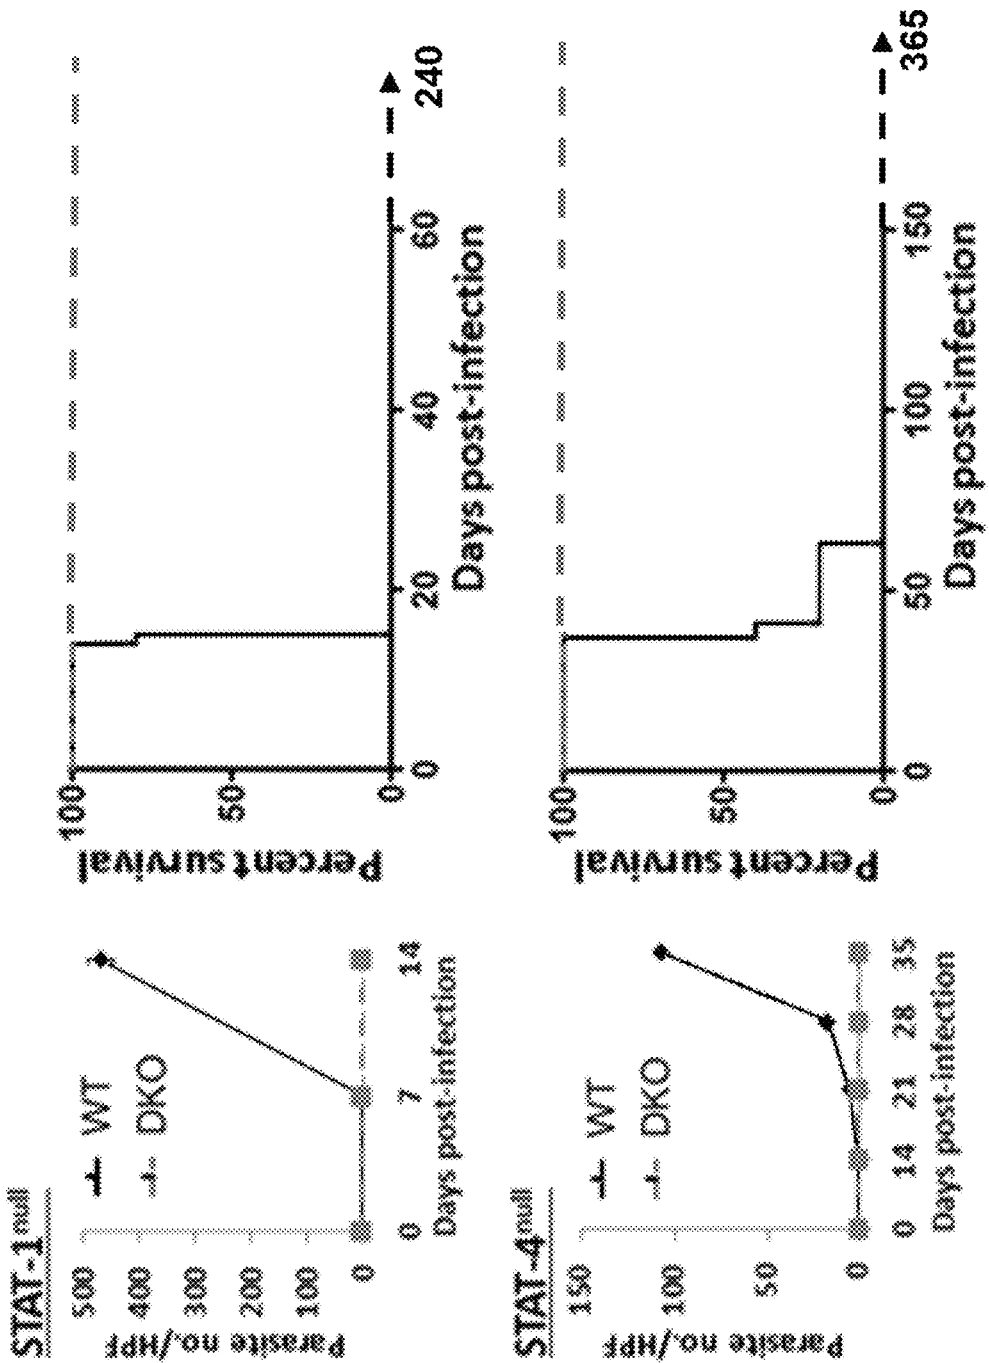 STAT-1null
Parasite no./HPF
500
400
300
200
100
0
WT
DKO
0
7
14
Days post-infection
Percent survival
100
50
0
0
20
40
60
240
Days post-infection
STAT-4null
Parasite no./HPF
150
100
50
0
WT
DKO
0
14
21
28
35
Days post-infection
Percent survival
100
50
0
0
50
100
150
365
Days post-infection